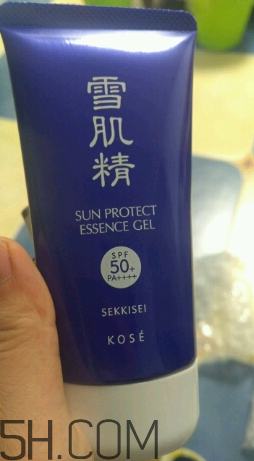 雪
肌
精
SUN PROTECT
ESSENCE GEL
SPF
50+
PA++++
SEKKISEI
KOSÉ
5H.COM